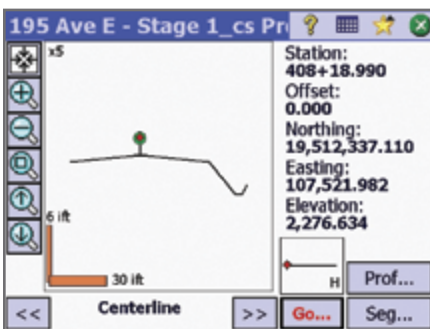 195 Ave E - Stage 1_cs Pr
x5
Station:
408+18.990
Offset:
0.000
Northing:
19,512,337.110
Easting:
107,521.982
Elevation:
2,276.634
6 ift
30 ift
H
Prof...
<<
Centerline
>>
Go...
Seg...